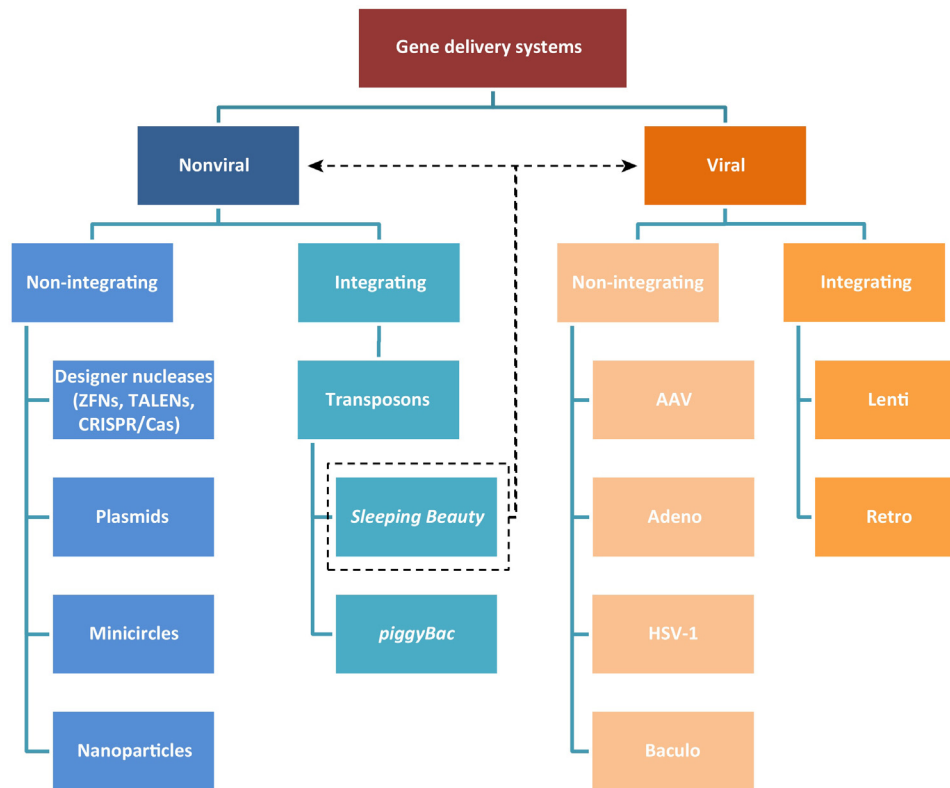 Gene delivery systems
Nonviral
Viral
Non-integrating
Integrating
Non-integrating
Integrating
Designer nucleases
(ZFNs, TALENs,
CRISPR/Cas)
Transposons
AAV
Lenti
Plasmids
Sleeping Beauty
Adeno
Retro
Minicircles
piggyBac
HSV-1
Nanoparticles
Baculo